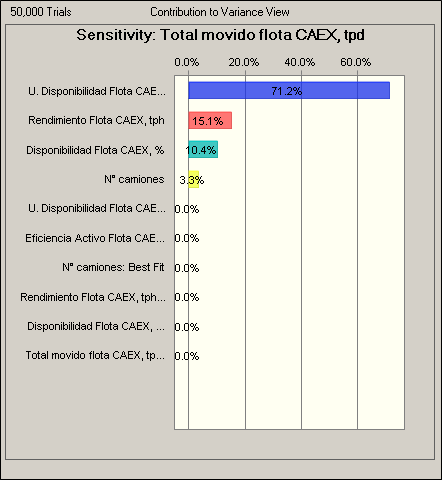 50,000 Trials
Contribution to Variance View
Sensitivity: Total movido flota CAEX, tpd
0.0% 20.0% 40.0% 60.0%
U. Disponibilidad Flota CAE... 71.2%
Rendimiento Flota CAEX, tph 15.1%
Disponibilidad Flota CAEX, % 10.4%
N° camiones 3.3%
U. Disponibilidad Flota CAE... 0.0%
Eficiencia Activo Flota CAE... 0.0%
N° camiones: Best Fit 0.0%
Rendimiento Flota CAEX, tph... 0.0%
Disponibilidad Flota CAEX, ... 0.0%
Total movido flota CAEX, tp... 0.0%